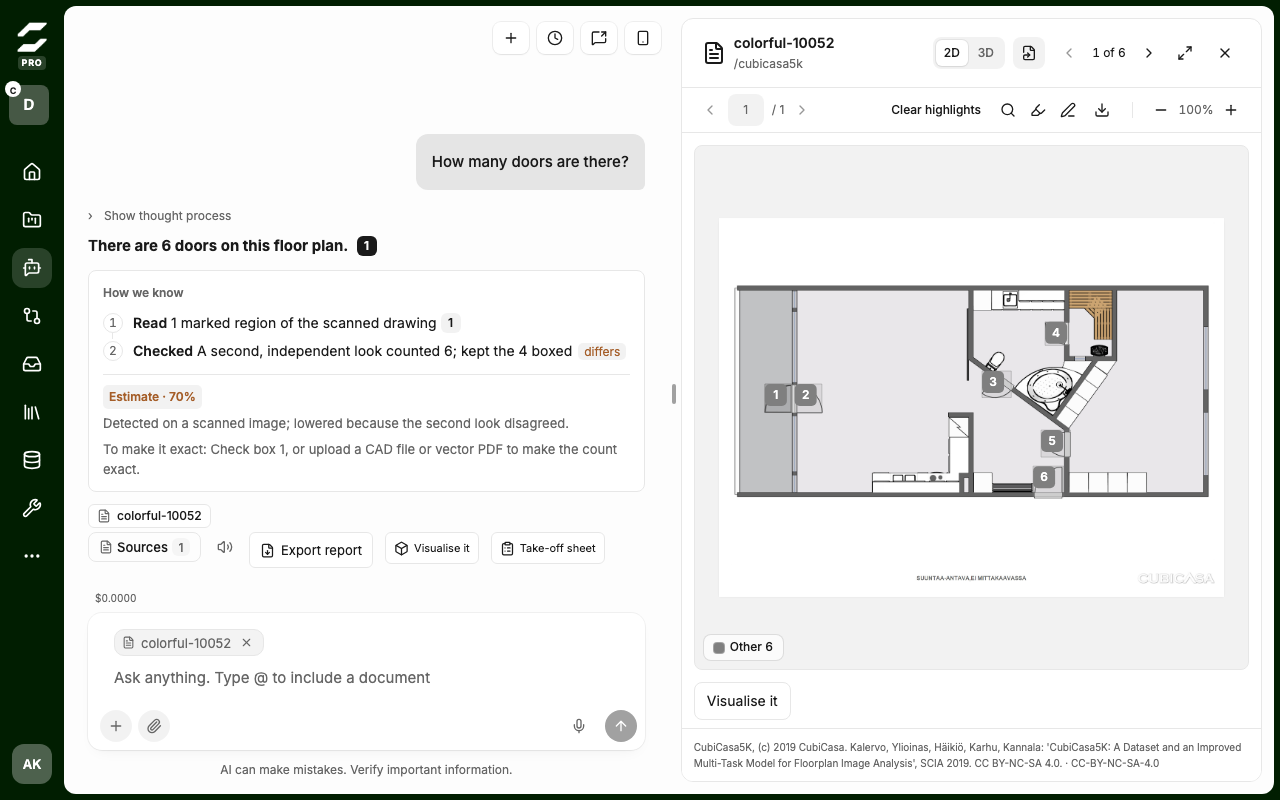 PRO
c
D
AK
How many doors are there?
Show thought process
There are 6 doors on this floor plan. 1
How we know
1 Read 1 marked region of the scanned drawing 1
2 Checked A second, independent look counted 6; kept the 4 boxed differs
Estimate · 70%
Detected on a scanned image; lowered because the second look disagreed.
To make it exact: Check box 1, or upload a CAD file or vector PDF to make the count
exact.
colorful-10052
Sources 1
Export report
Visualise it
Take-off sheet
$0.0000
colorful-10052
Ask anything. Type @ to include a document
AI can make mistakes. Verify important information.
colorful-10052
/cubicasa5k
2D 3D
1 of 6
1 / 1
Clear highlights
100%
1
2
3
4
5
6
SUUNTAA-ANTAVA,EI MITTAKAAVASSA
CUBICASA
Other 6
Visualise it
CubiCasa5K, (c) 2019 CubiCasa. Kalervo, Ylioinas, Häikiö, Karhu, Kannala: 'CubiCasa5K: A Dataset and an Improved
Multi-Task Model for Floorplan Image Analysis', SCIA 2019. CC BY-NC-SA 4.0. · CC-BY-NC-SA-4.0